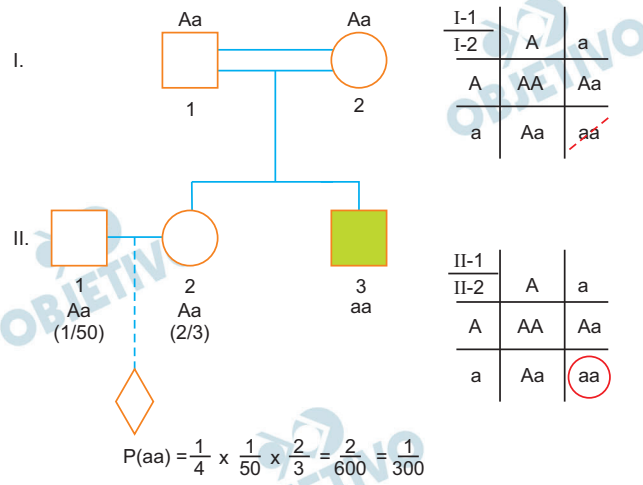 Aa Aa
I.
1 2
I-1
I-2 A a
A AA Aa
a Aa aa
II.
1 2 3
Aa Aa aa
(1/50) (2/3)
II-1
II-2 A a
A AA Aa
a Aa aa
P(aa) = 1/4 x 1/50 x 2/3 = 2/600 = 1/300
OBJETIVO
OBJETIVO
OBJETIVO